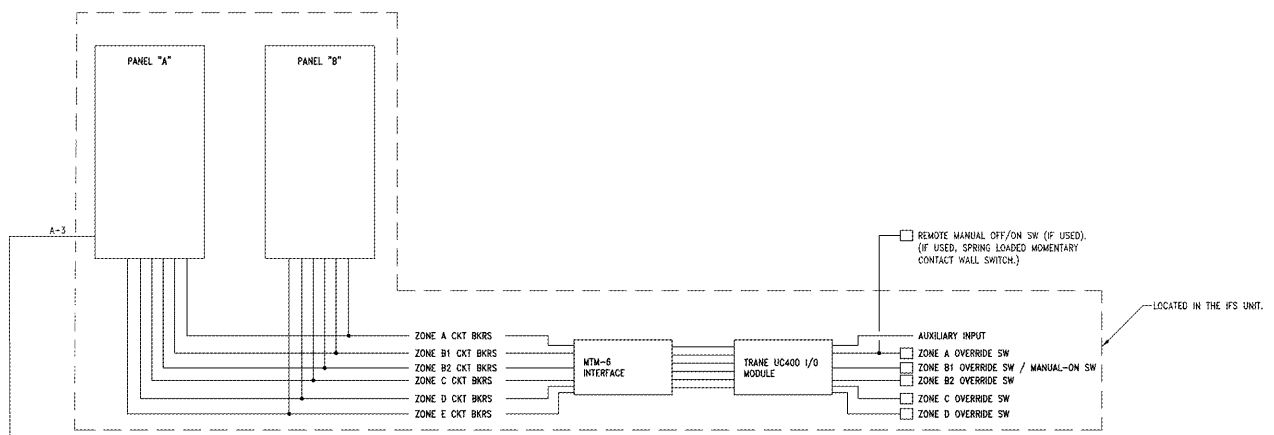 PANEL "A"
PANEL "B"
A-3
REMOTE MANUAL OFF/ON SW (IF USED).
(IF USED, SPRING LOADED MOMENTARY
CONTACT WALL SWITCH.)
LOCATED IN THE IFS UNIT.
ZONE A CKT BKRS
ZONE B1 CKT BKRS
ZONE B2 CKT BKRS
ZONE C CKT BKRS
ZONE D CKT BKRS
ZONE E CKT BKRS
MTM-6
INTERFACE
TRANE UC400 I/O
MODULE
AUXILIARY INPUT
ZONE A OVERRIDE SW
ZONE B1 OVERRIDE SW / MANUAL-ON SW
ZONE B2 OVERRIDE SW
ZONE C OVERRIDE SW
ZONE D OVERRIDE SW